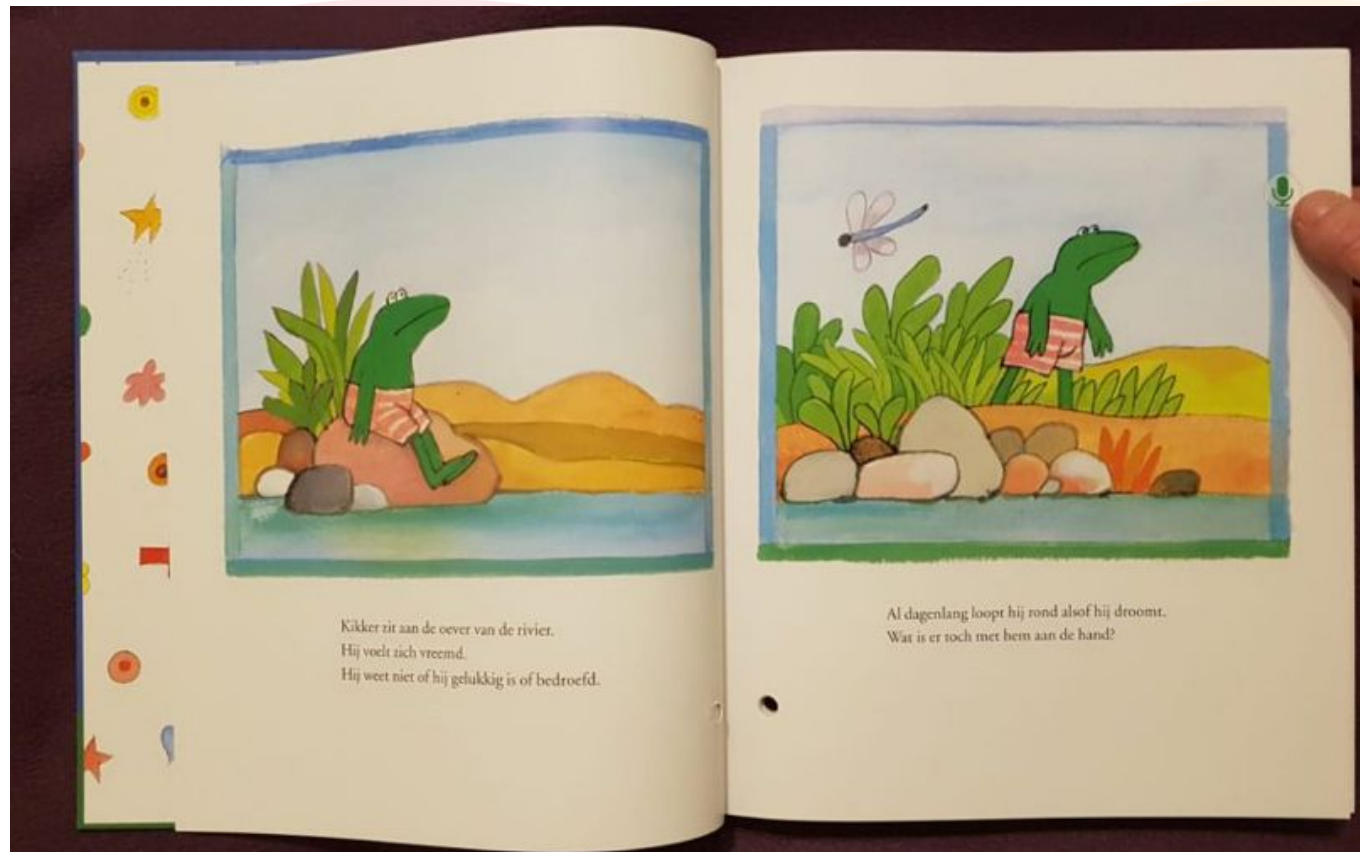 Kikker zit aan de oever van de rivier.
Hij voelt zich vreemd.
Hij weet niet of hij gelukkig is of bedroefd.
Al dagenlang loopt hij rond alsof hij droomt.
Wat is er toch met hem aan de hand?